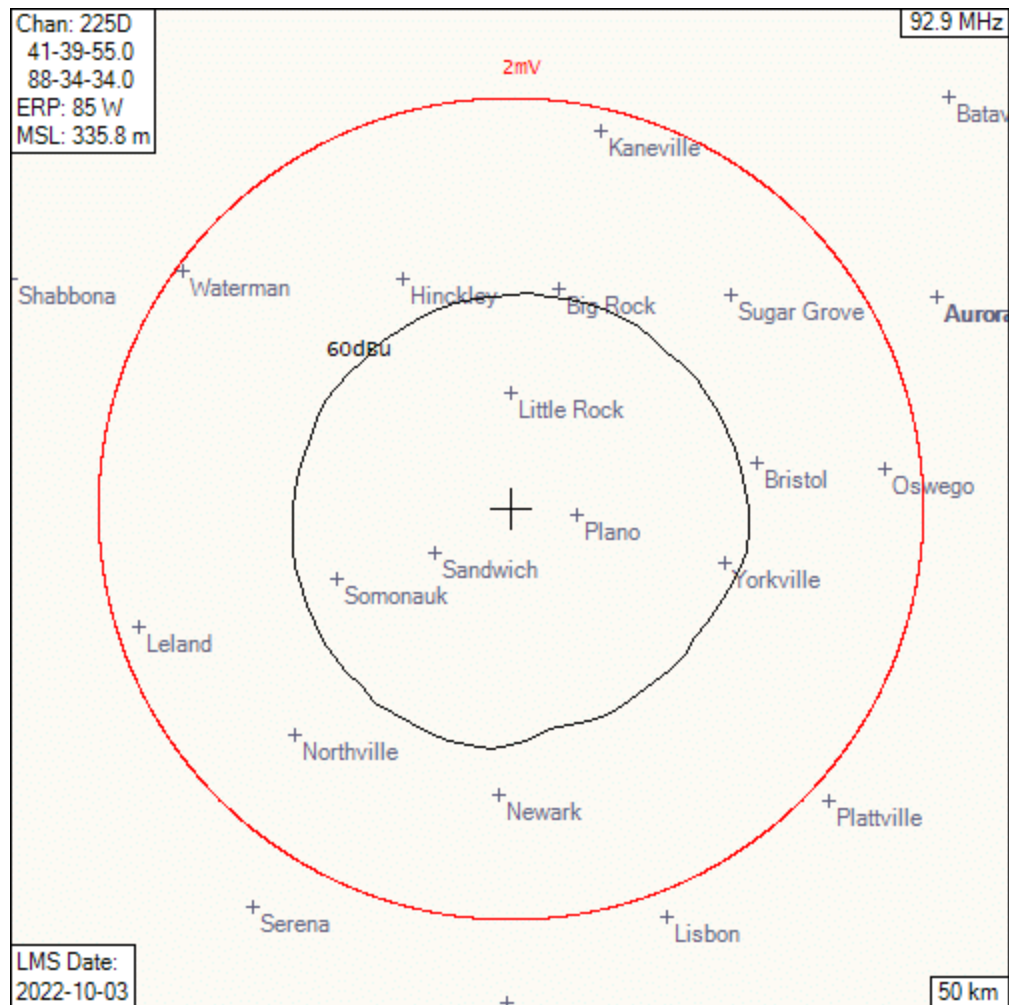 Chan: 225D
41-39-55.0
88-34-34.0
ERP: 85 W
MSL: 335.8 m
92.9 MHz
2mV
Batav
Kaneville
Shabbona
Waterman
Hinckley
Big Rock
Sugar Grove
Aurora
60dBu
Little Rock
Bristol
Oswego
Plano
Sandwich
Yorkville
Somonauk
Leland
Northville
Newark
Plattville
Serena
Lisbon
LMS Date:
2022-10-03
50 km